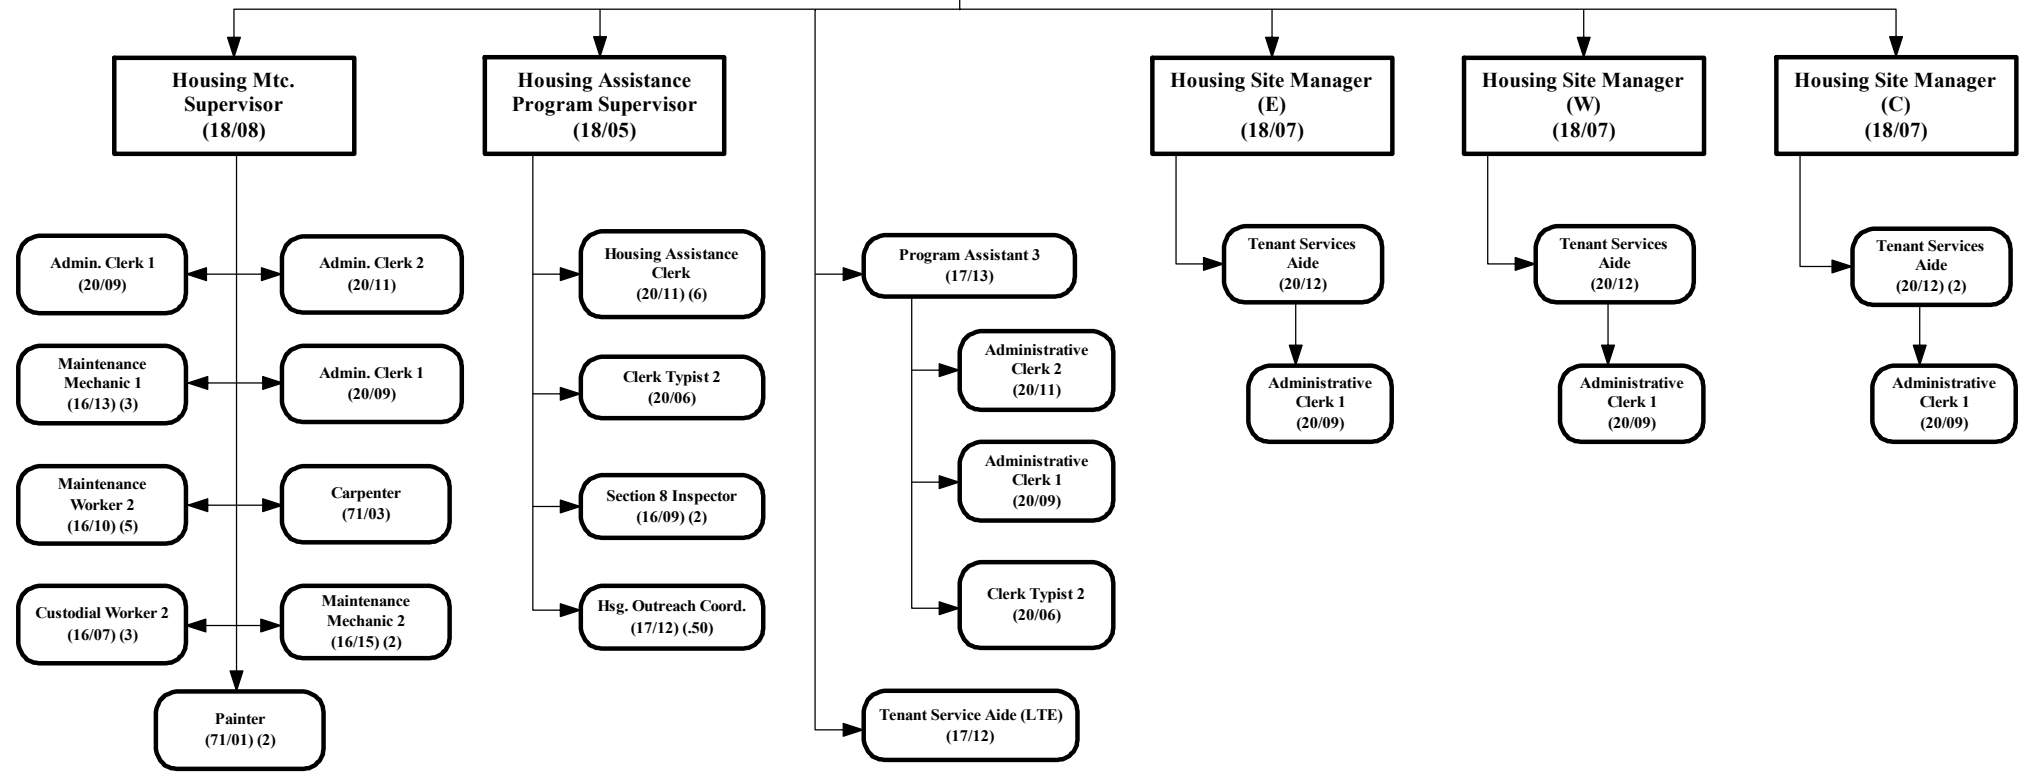 Housing Mtc.
Supervisor
(18/08)
Housing Assistance
Program Supervisor
(18/05)
Housing Site Manager
(E)
(18/07)
Housing Site Manager
(W)
(18/07)
Housing Site Manager
(C)
(18/07)
Admin. Clerk 1
(20/09)
Admin. Clerk 2
(20/11)
Maintenance
Mechanic 1
(16/13) (3)
Admin. Clerk 1
(20/09)
Maintenance
Worker 2
(16/10) (5)
Carpenter
(71/03)
Custodial Worker 2
(16/07) (3)
Maintenance
Mechanic 2
(16/15) (2)
Painter
(71/01) (2)
Housing Assistance
Clerk
(20/11) (6)
Clerk Typist 2
(20/06)
Section 8 Inspector
(16/09) (2)
Hsg. Outreach Coord.
(17/12) (.50)
Program Assistant 3
(17/13)
Administrative
Clerk 2
(20/11)
Administrative
Clerk 1
(20/09)
Clerk Typist 2
(20/06)
Tenant Service Aide (LTE)
(17/12)
Tenant Services
Aide
(20/12)
Administrative
Clerk 1
(20/09)
Tenant Services
Aide
(20/12)
Administrative
Clerk 1
(20/09)
Tenant Services
Aide
(20/12) (2)
Administrative
Clerk 1
(20/09)